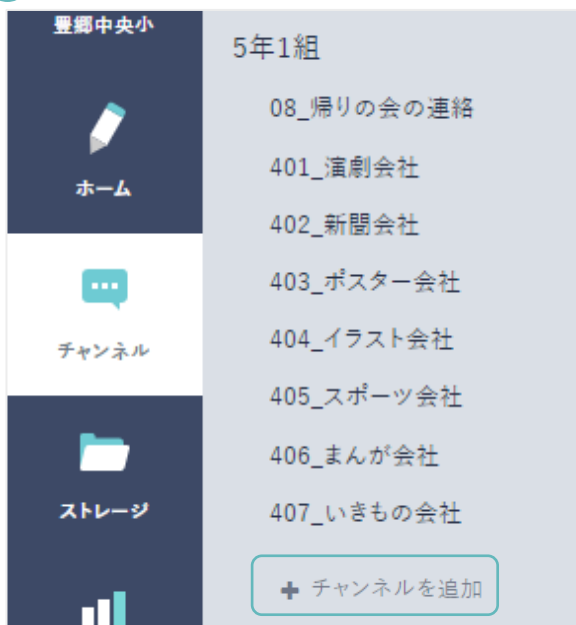 豊郷中央小
ホーム
チャンネル
ストレージ
5年1組
08_帰りの会の連絡
401_演劇会社
402_新聞会社
403_ポスター会社
404_イラスト会社
405_スポーツ会社
406_まんが会社
407_いきもの会社
+ チャンネルを追加